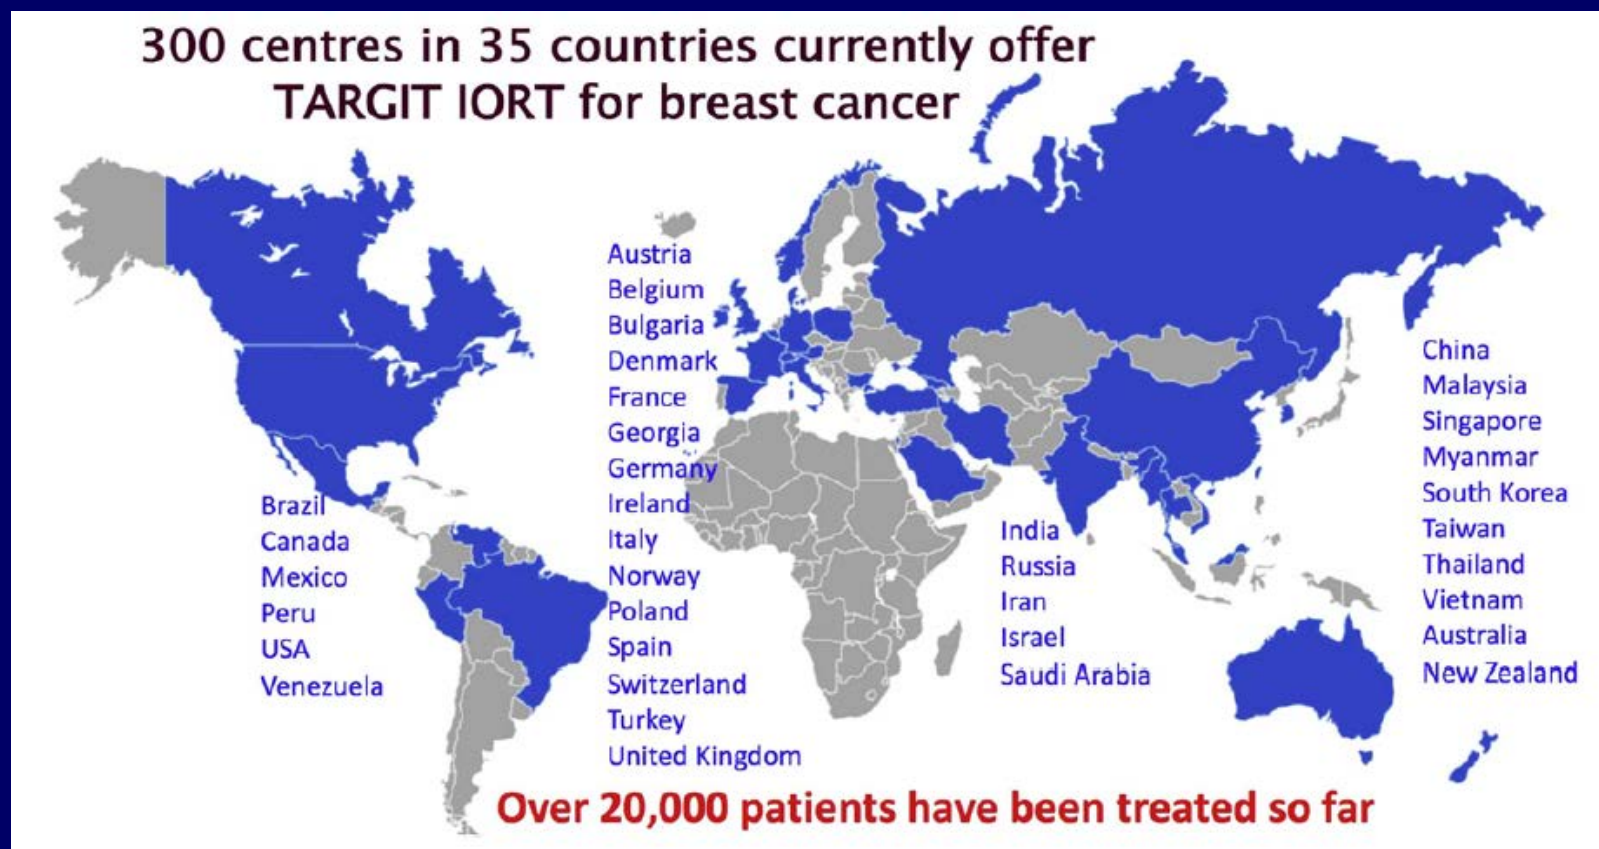 300 centres in 35 countries currently offer
TARGIT IORT for breast cancer
Brazil
Canada
Mexico
Peru
USA
Venezuela
Austria
Belgium
Bulgaria
Denmark
France
Georgia
Germany
Ireland
Italy
Norway
Poland
Spain
Switzerland
Turkey
United Kingdom
India
Russia
Iran
Israel
Saudi Arabia
China
Malaysia
Singapore
Myanmar
South Korea
Taiwan
Thailand
Vietnam
Australia
New Zealand
Over 20,000 patients have been treated so far